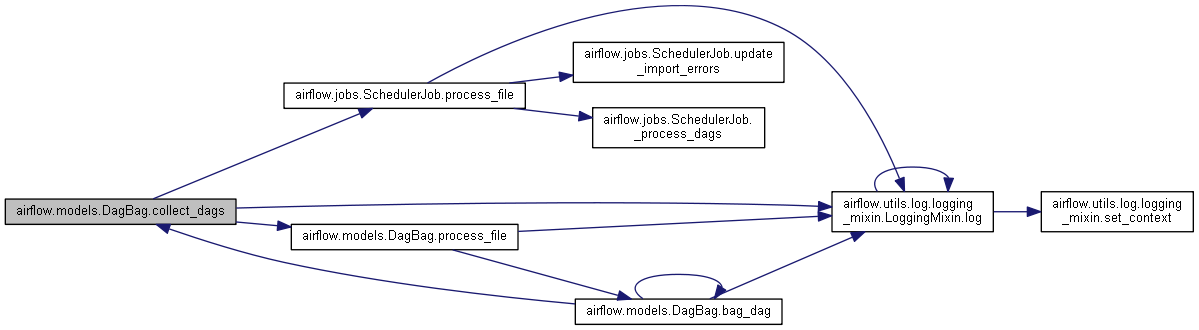 airflow.jobs.SchedulerJob.update
_import_errors
airflow.jobs.SchedulerJob.process_file
airflow.jobs.SchedulerJob.
_process_dags
airflow.models.DagBag.collect_dags
airflow.utils.log.logging
_mixin.LoggingMixin.log
airflow.utils.log.logging
_mixin.set_context
airflow.models.DagBag.process_file
airflow.models.DagBag.bag_dag